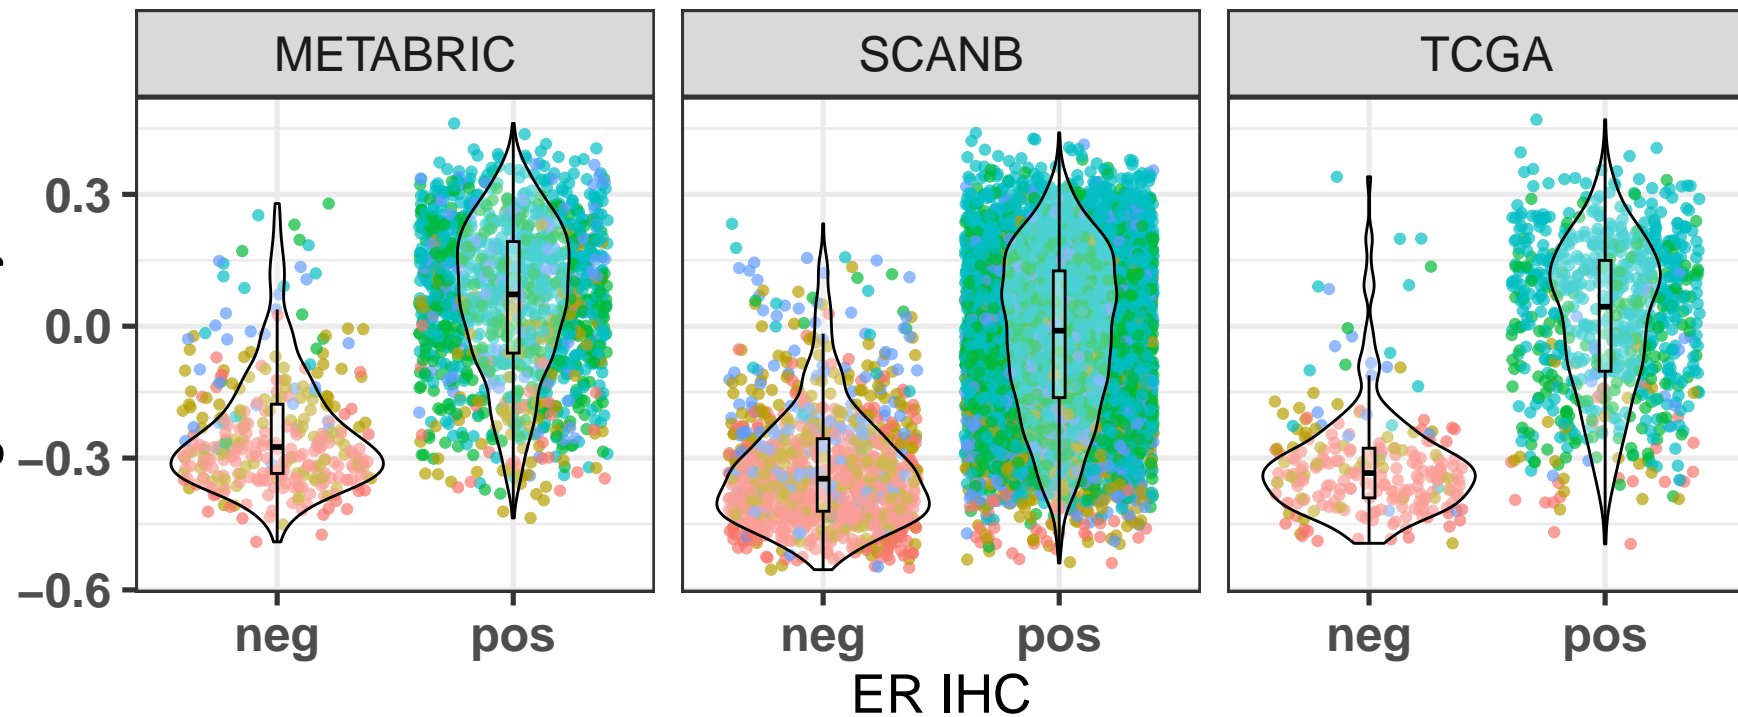 METABRIC SCANB TCGA
0.3
0.0
−0.3
−0.6
neg pos neg pos neg pos
ER IHC